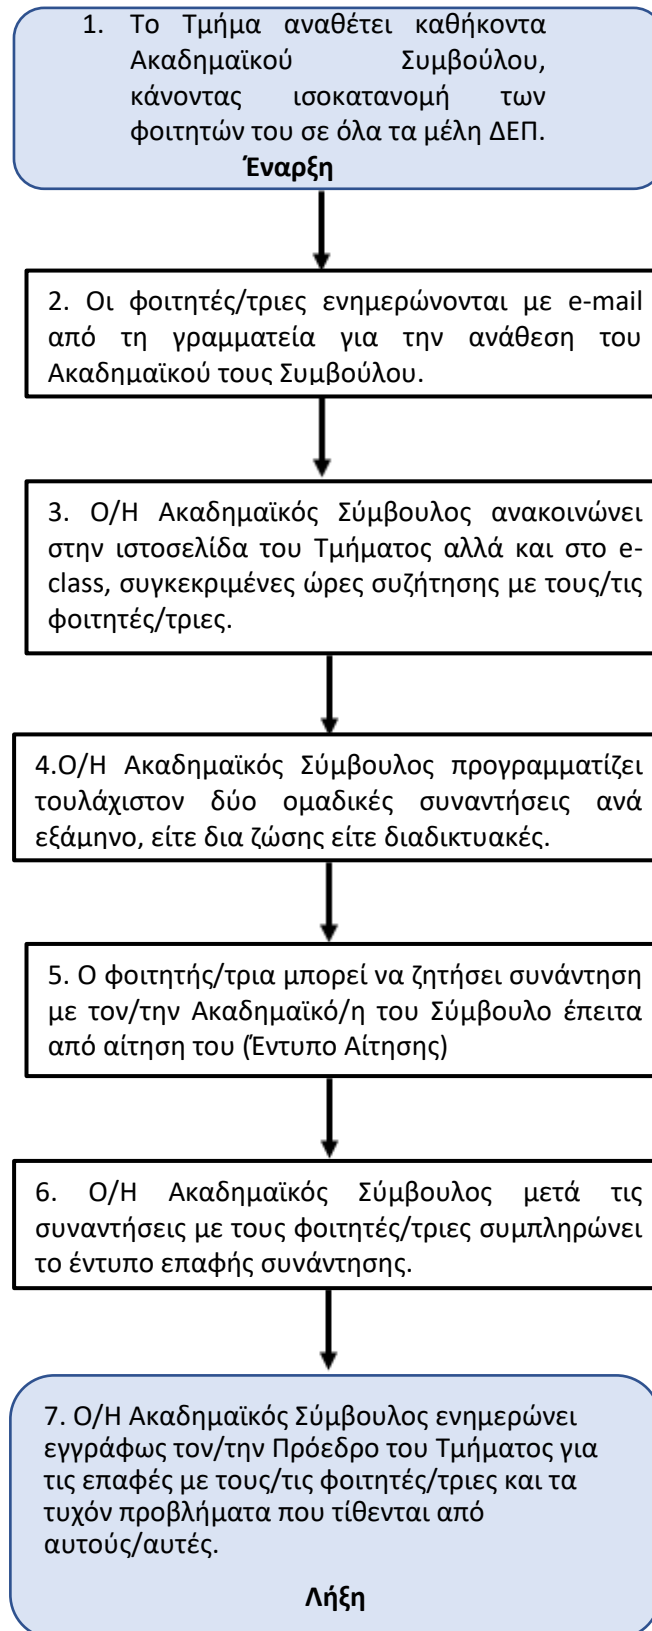 1. Το Τμήμα αναθέτει καθήκοντα
Ακαδημαϊκού Συμβούλου,
κάνοντας ισοκατανομή των
φοιτητών του σε όλα τα μέλη ΔΕΠ.
Έναρξη
2. Οι φοιτητές/τριες ενημερώνονται με e-mail
από τη γραμματεία για την ανάθεση του
Ακαδημαϊκού τους Συμβούλου.
3. Ο/Η Ακαδημαϊκός Σύμβουλος ανακοινώνει
στην ιστοσελίδα του Τμήματος αλλά και στο e-
class, συγκεκριμένες ώρες συζήτησης με τους/τις
φοιτητές/τριες.
4.Ο/Η Ακαδημαϊκός Σύμβουλος προγραμματίζει
τουλάχιστον δύο ομαδικές συναντήσεις ανά
εξάμηνο, είτε δια ζώσης είτε διαδικτυακές.
5. Ο φοιτητής/τρια μπορεί να ζητήσει συνάντηση
με τον/την Ακαδημαϊκό/η του Σύμβουλο έπειτα
από αίτηση του (Έντυπο Αίτησης)
6. Ο/Η Ακαδημαϊκός Σύμβουλος μετά τις
συναντήσεις με τους φοιτητές/τριες συμπληρώνει
το έντυπο επαφής συνάντησης.
7. Ο/Η Ακαδημαϊκός Σύμβουλος ενημερώνει
εγγράφως τον/την Πρόεδρο του Τμήματος για
τις επαφές με τους/τις φοιτητές/τριες και τα
τυχόν προβλήματα που τίθενται από
αυτούς/αυτές.
Λήξη